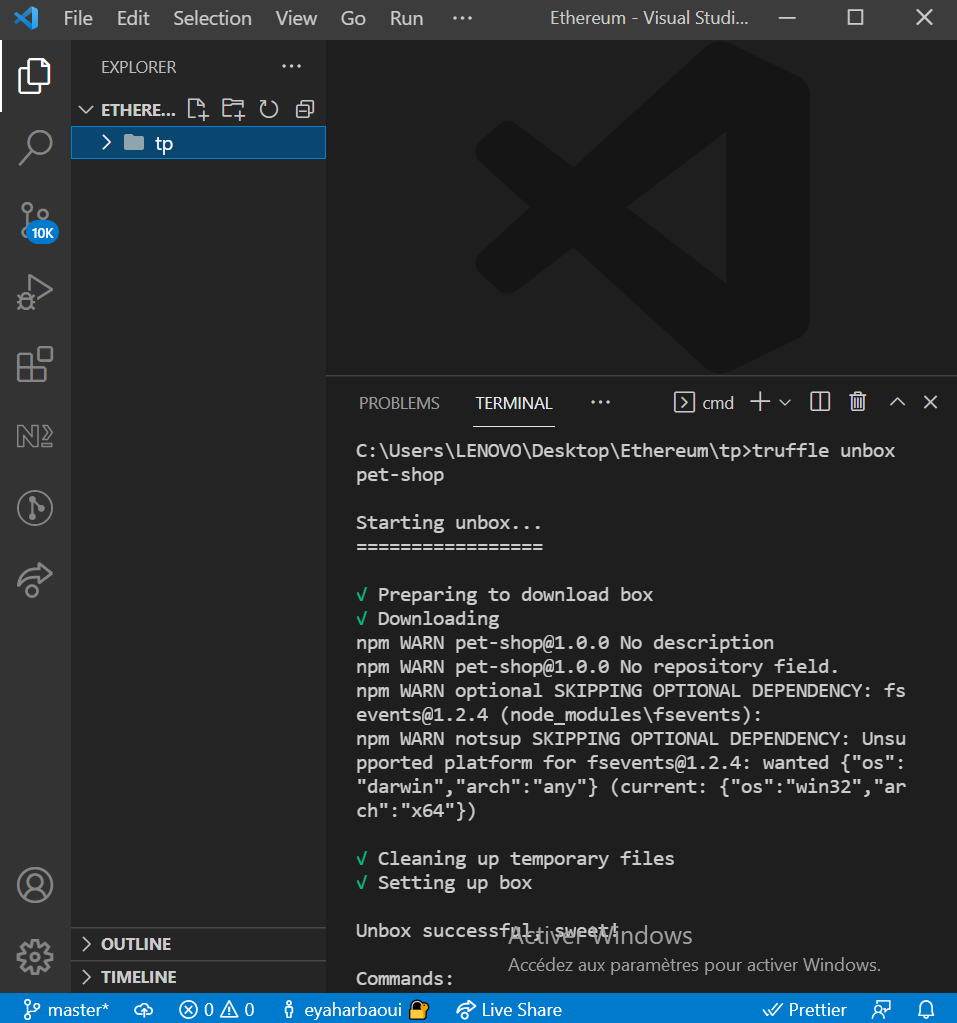 File Edit Selection View Go Run ··· Ethereum - Visual Studi...
EXPLORER ···
ETHERE...
tp
10K
PROBLEMS TERMINAL ··· cmd
C:\Users\LENOVO\Desktop\Ethereum\tp>truffle unbox
pet-shop
Starting unbox...
=================
√ Preparing to download box
√ Downloading
npm WARN pet-shop@1.0.0 No description
npm WARN pet-shop@1.0.0 No repository field.
npm WARN optional SKIPPING OPTIONAL DEPENDENCY: fs
events@1.2.4 (node_modules\fsevents):
npm WARN notsup SKIPPING OPTIONAL DEPENDENCY: Unsu
pported platform for fsevents@1.2.4: wanted {"os":
"darwin","arch":"any"} (current: {"os":"win32","ar
ch":"x64"})
√ Cleaning up temporary files
√ Setting up box
Unbox successful, sweet!
Activer Windows
Accédez aux paramètres pour activer Windows.
Commands:
OUTLINE
TIMELINE
master* 0 0 eyaharbaoui Live Share Prettier